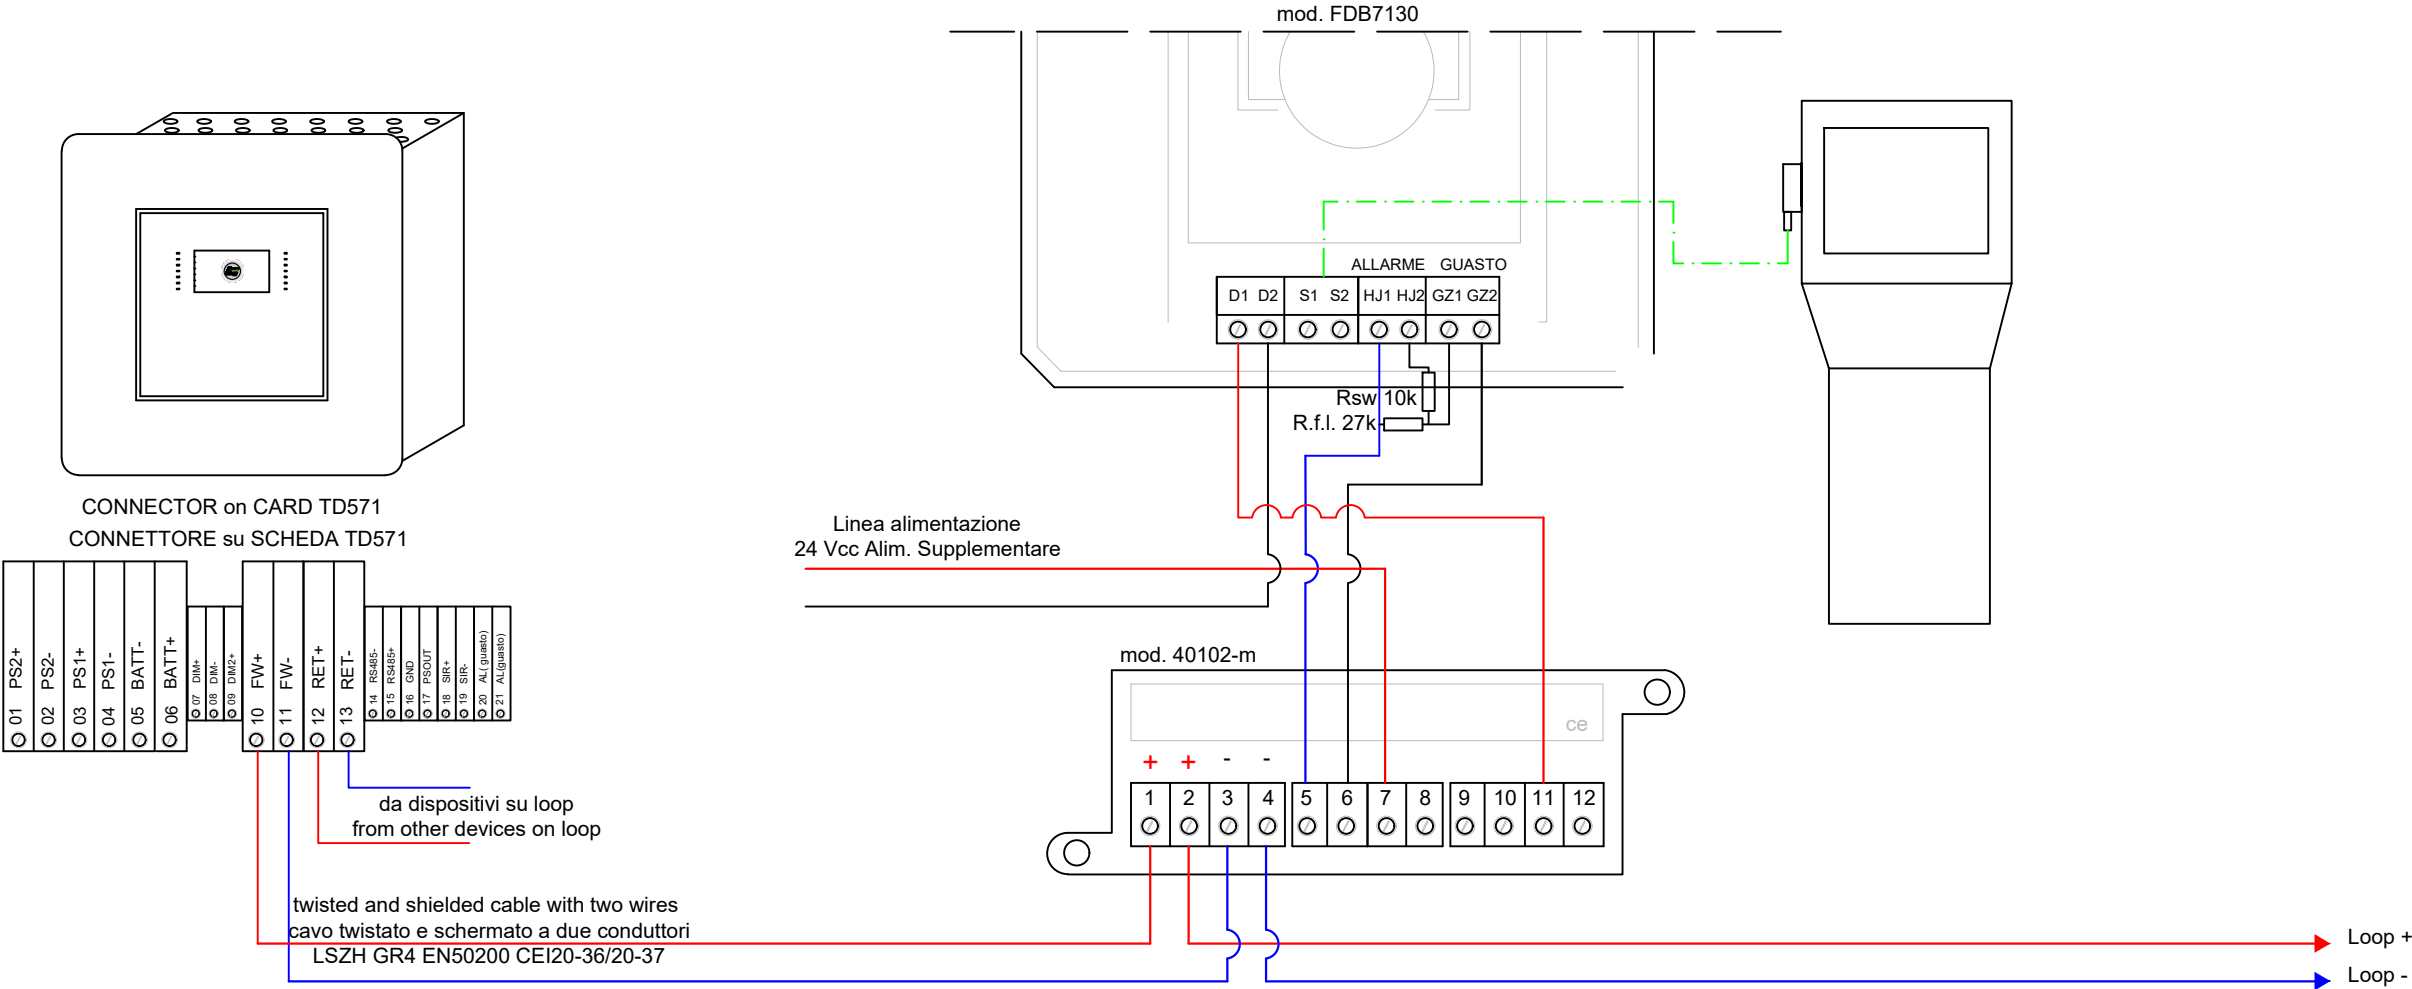 mod. FDB7130
ALLARME GUASTO
D1 D2 S1 S2 HJ1 HJ2 GZ1 GZ2
Rsw 10k
R.f.l. 27k
CONNECTOR on CARD TD571
CONNETTORE su SCHEDA TD571
01 PS2+
02 PS2-
03 PS1+
04 PS1-
05 BATT-
06 BATT+
07 DIM+
08 DIM-
09 DIM2+
10 FW+
11 FW-
12 RET+
13 RET-
14 RS485-
15 RS485+
16 GND
17 PSOUT
18 SIR+
19 SIR-
20 AL( guasto)
21 AL(guasto)
da dispositivi su loop
from other devices on loop
Linea alimentazione
24 Vcc Alim. Supplementare
mod. 40102-m
ce
+ + - -
1 2 3 4 5 6 7 8 9 10 11 12
twisted and shielded cable with two wires
cavo twistato e schermato a due conduttori
LSZH GR4 EN50200 CEI20-36/20-37
Loop +
Loop -